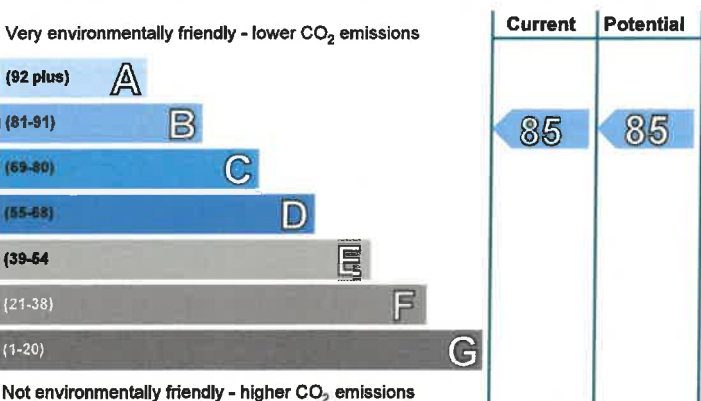 Current Potential
Very environmentally friendly - lower CO₂ emissions
(92 plus) A
(81-91) B 85 85
(69-80) C
(55-68) D
(39-54 E
(21-38) F
(1-20) G
Not environmentally friendly - higher CO₂ emissions